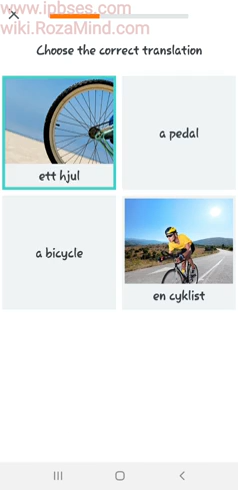 www.ipbses.com
wiki.RozaMind.com
Choose the correct translation
ett hjul
a pedal
a bicycle
en cyklist